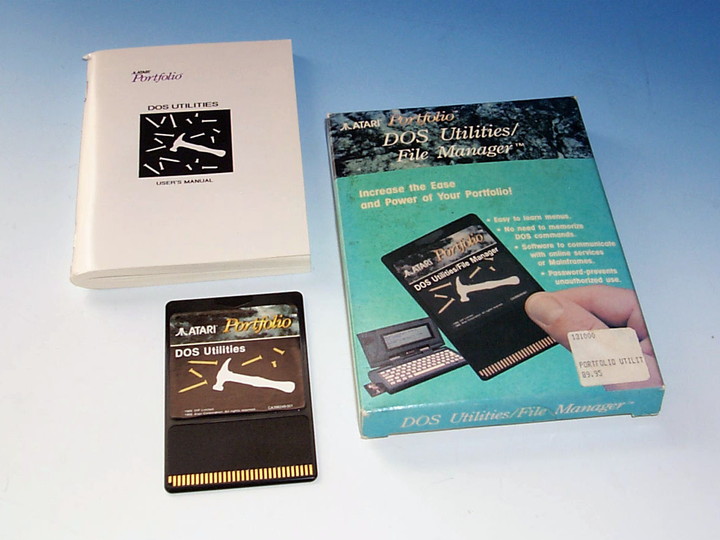 ATARI
Portfolio
DOS UTILITIES
USER'S MANUAL
ATARI Portfolio
DOS Utilities/
File Manager™
Increase the Ease
and Power of Your Portfolio!
• Easy to learn menus.
• No need to memorize
DOS commands.
• Software to communicate
with online services
or Mainframes.
• Password-prevents
unauthorized use.
ATARI Portfolio
DOS Utilities/File Manager
131000
PORTFOLIO UTILIT
89.95
DOS Utilities/File Manager™
ATARI Portfolio
DOS Utilities